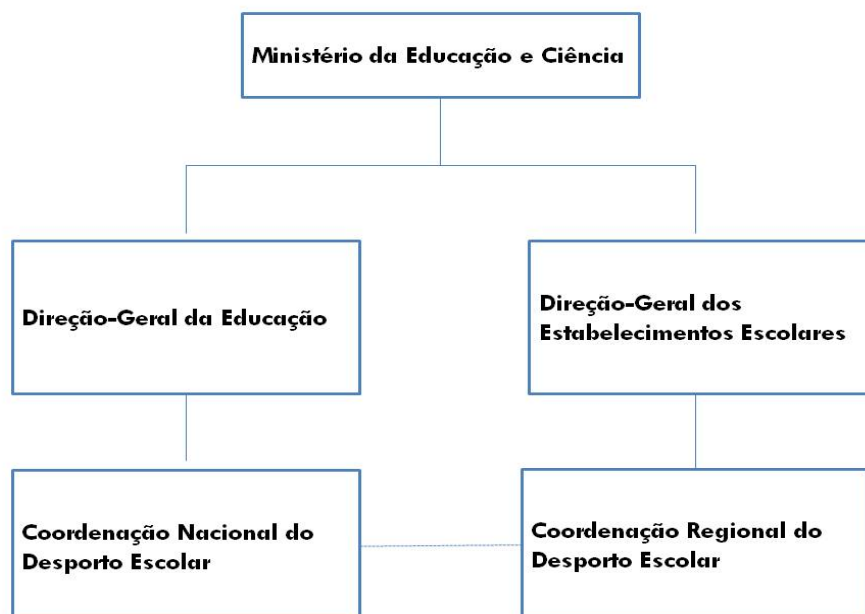 Ministério da Educação e Ciência
Direção-Geral da Educação
Direção-Geral dos
Estabelecimentos Escolares
Coordenação Nacional do
Desporto Escolar
Coordenação Regional do
Desporto Escolar